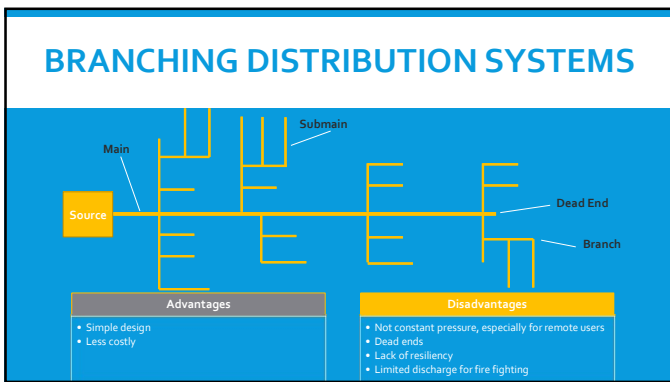 BRANCHING DISTRIBUTION SYSTEMS
Submain
Main
Source
Dead End
Branch
Advantages
• Simple design
• Less costly
Disadvantages
• Not constant pressure, especially for remote users
• Dead ends
• Lack of resiliency
• Limited discharge for fire fighting